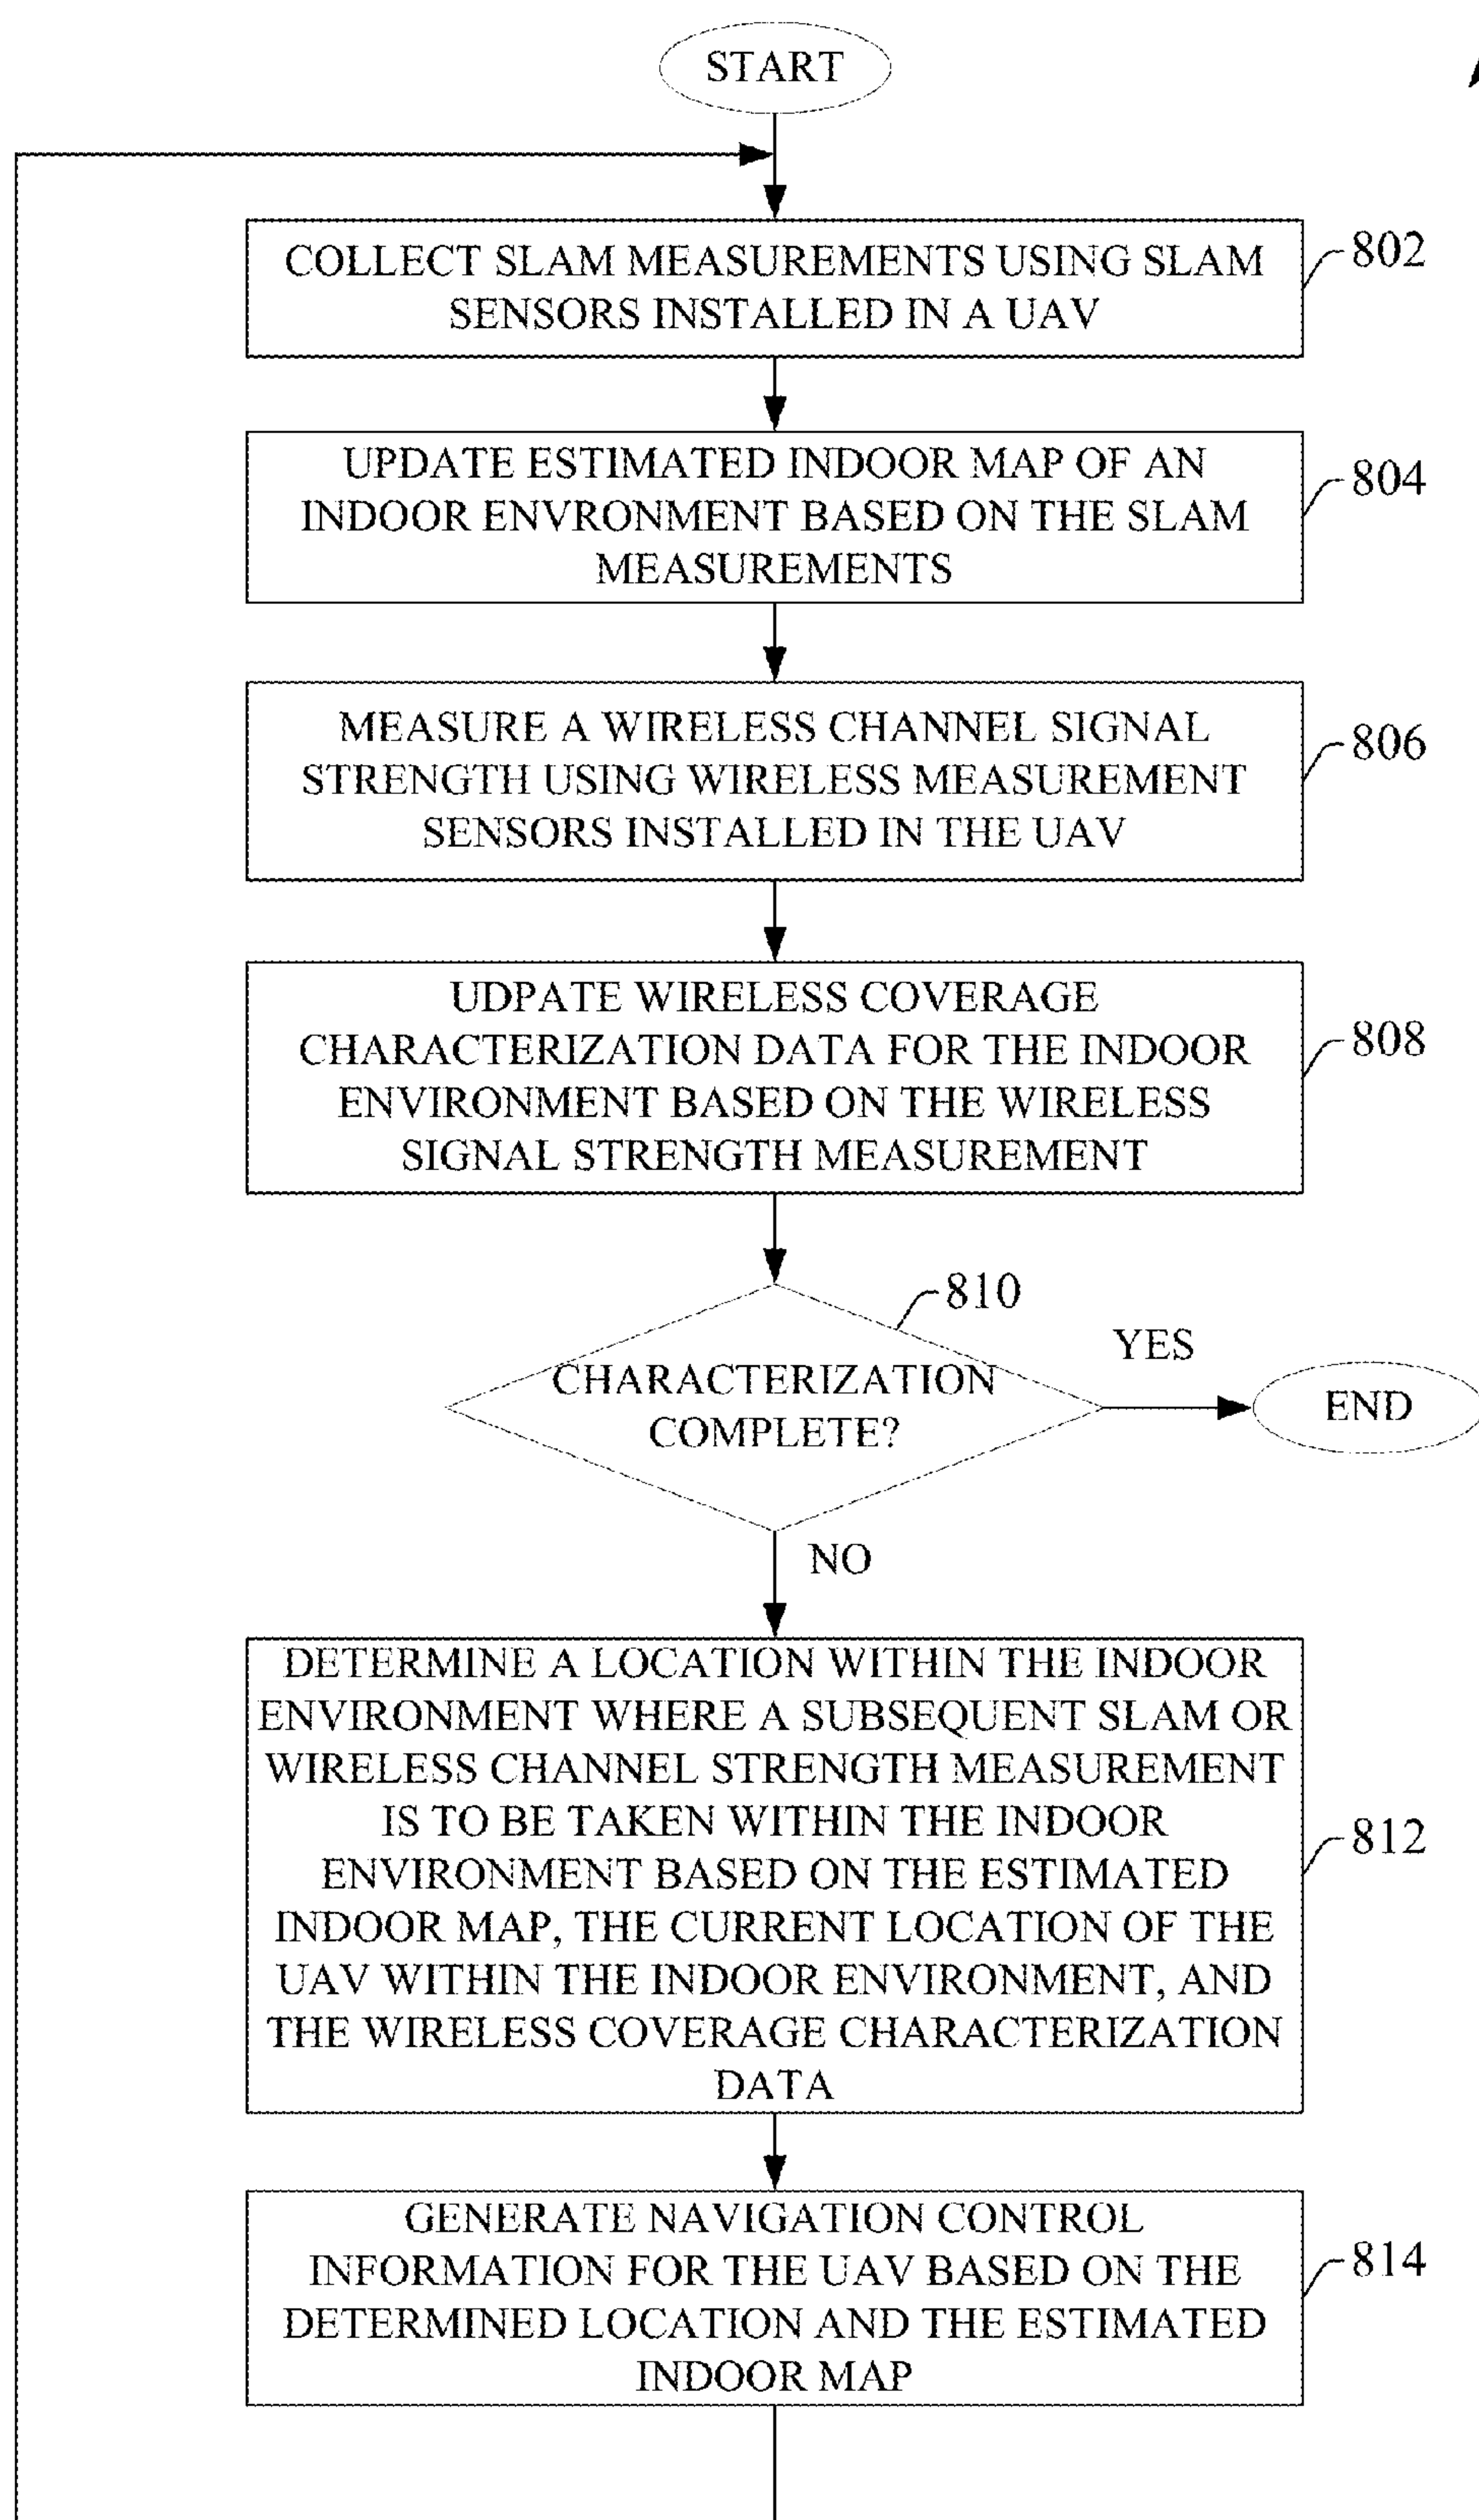 START
COLLECT SLAM MEASUREMENTS USING SLAM
SENSORS INSTALLED IN A UAV
802
UPDATE ESTIMATED INDOOR MAP OF AN
INDOOR ENVRONMENT BASED ON THE SLAM
MEASUREMENTS
804
MEASURE A WIRELESS CHANNEL SIGNAL
STRENGTH USING WIRELESS MEASUREMENT
SENSORS INSTALLED IN THE UAV
806
UDPATE WIRELESS COVERAGE
CHARACTERIZATION DATA FOR THE INDOOR
ENVIRONMENT BASED ON THE WIRELESS
SIGNAL STRENGTH MEASUREMENT
808
810
CHARACTERIZATION
COMPLETE?
YES
END
NO
DETERMINE A LOCATION WITHIN THE INDOOR
ENVIRONMENT WHERE A SUBSEQUENT SLAM OR
WIRELESS CHANNEL STRENGTH MEASUREMENT
IS TO BE TAKEN WITHIN THE INDOOR
ENVIRONMENT BASED ON THE ESTIMATED
INDOOR MAP, THE CURRENT LOCATION OF THE
UAV WITHIN THE INDOOR ENVIRONMENT, AND
THE WIRELESS COVERAGE CHARACTERIZATION
DATA
812
GENERATE NAVIGATION CONTROL
INFORMATION FOR THE UAV BASED ON THE
DETERMINED LOCATION AND THE ESTIMATED
INDOOR MAP
814